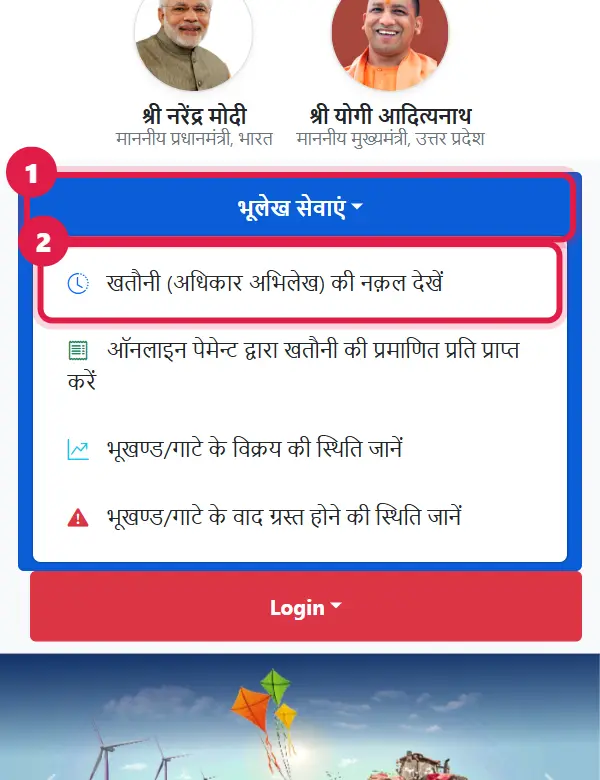 श्री नरेंद्र मोदी
माननीय प्रधानमंत्री, भारत
श्री योगी आदित्यनाथ
माननीय मुख्यमंत्री, उत्तर प्रदेश
1
भूलेख सेवाएं
2
खतौनी (अधिकार अभिलेख) की नक़ल देखें
ऑनलाइन पेमेन्ट द्वारा खतौनी की प्रमाणित प्रति प्राप्त
करें
भूखण्ड/गाटे के विक्रय की स्थिति जानें
भूखण्ड/गाटे के वाद ग्रस्त होने की स्थिति जानें
Login